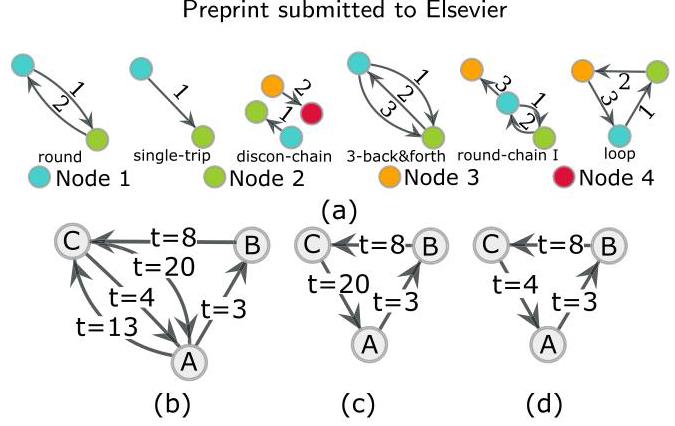 Preprint submitted to Elsevier
1 2 1 2 1 1 2 3 3 1 2 2 3 1
round single-trip discon-chain 3-back&forth round-chain I loop
Node 1 Node 2 Node 3 Node 4
(a)
C t=8 B C t=8 B C t=8 B
t=20
t=4 t=3 t=20 t=3 t=4 t=3
t=13
A A A
(b) (c) (d)